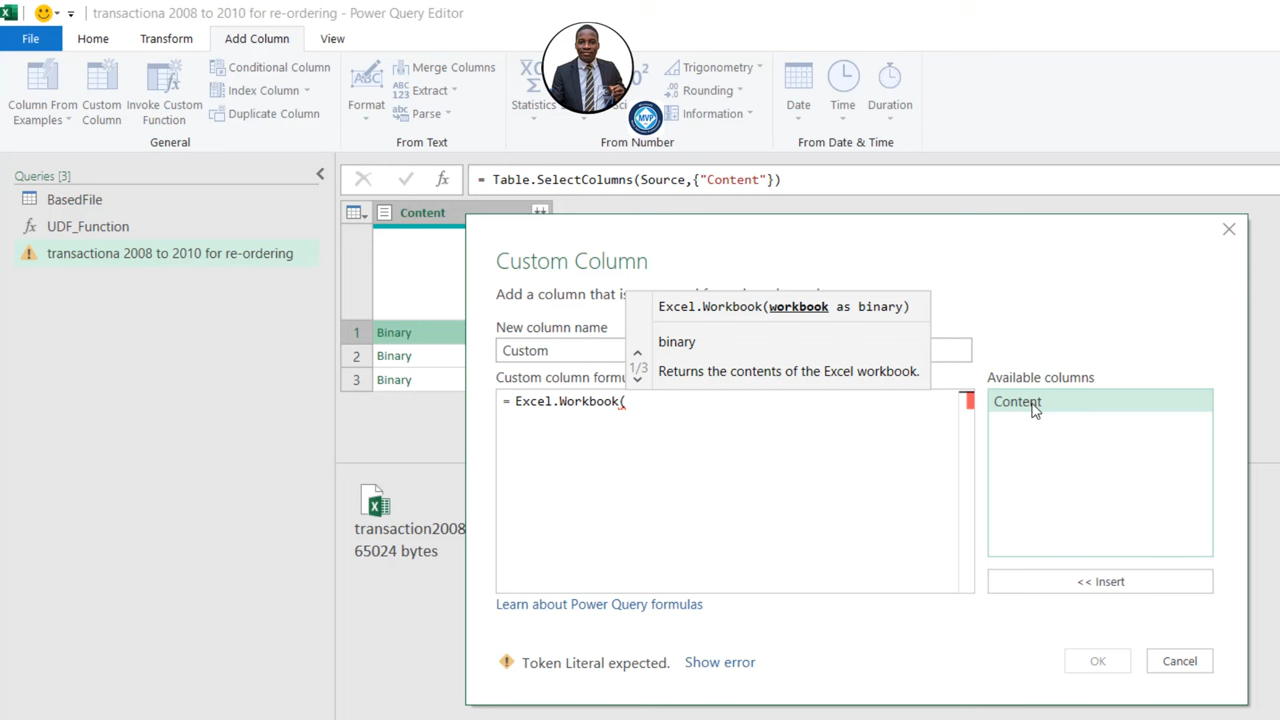 transactiona 2008 to 2010 for re-ordering - Power Query Editor
File
Home
Transform
Add Column
View
Column From
Examples
Custom
Column
Invoke Custom
Function
Conditional Column
Index Column
Duplicate Column
General
ABC
Format
Merge Columns
ABC
123
Extract
abc
Parse
From Text
Statistics
MVP
Trigonometry
Rounding
Information
From Number
Date
Time
Duration
From Date & Time
Queries [3]
BasedFile
UDF_Function
transactiona 2008 to 2010 for re-ordering
= Table.SelectColumns(Source,{"Content"})
Content
1 Binary
2 Binary
3 Binary
transaction2008
65024 bytes
Custom Column
Add a column that is
New column name
Custom
Custom column formu
= Excel.Workbook(
Excel.Workbook(workbook as binary)
1/3
binary
Returns the contents of the Excel workbook.
Available columns
Content
<< Insert
Learn about Power Query formulas
Token Literal expected.
Show error
OK
Cancel